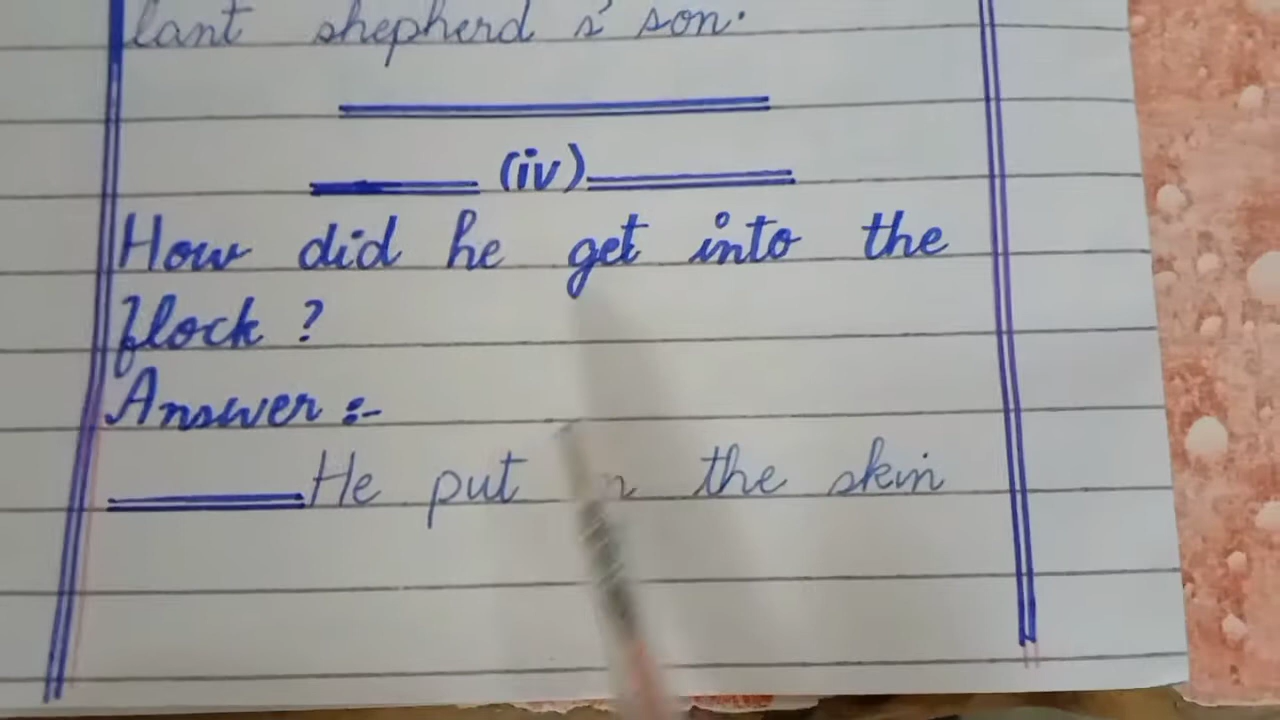 lant shepherd s' son.
(iv)
How did he get into the
flock ?
Answer :-
He put the skin